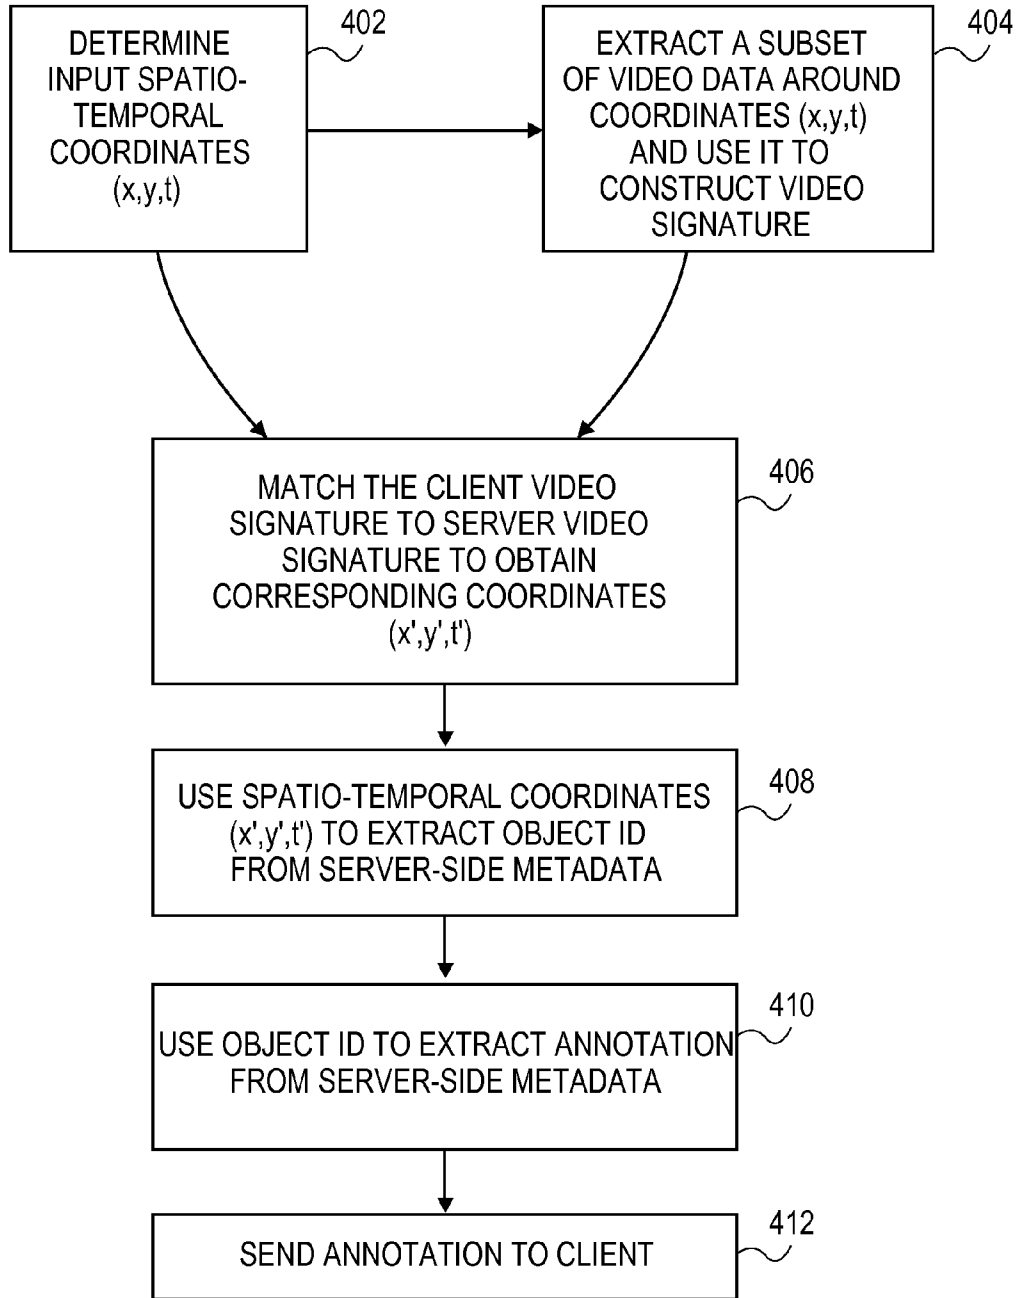 DETERMINE
INPUT SPATIO-
TEMPORAL
COORDINATES
(x,y,t)
402
EXTRACT A SUBSET
OF VIDEO DATA AROUND
COORDINATES (x,y,t)
AND USE IT TO
CONSTRUCT VIDEO
SIGNATURE
404
MATCH THE CLIENT VIDEO
SIGNATURE TO SERVER VIDEO
SIGNATURE TO OBTAIN
CORRESPONDING COORDINATES
(x',y',t')
406
USE SPATIO-TEMPORAL COORDINATES
(x',y',t') TO EXTRACT OBJECT ID
FROM SERVER-SIDE METADATA
408
USE OBJECT ID TO EXTRACT ANNOTATION
FROM SERVER-SIDE METADATA
410
SEND ANNOTATION TO CLIENT
412